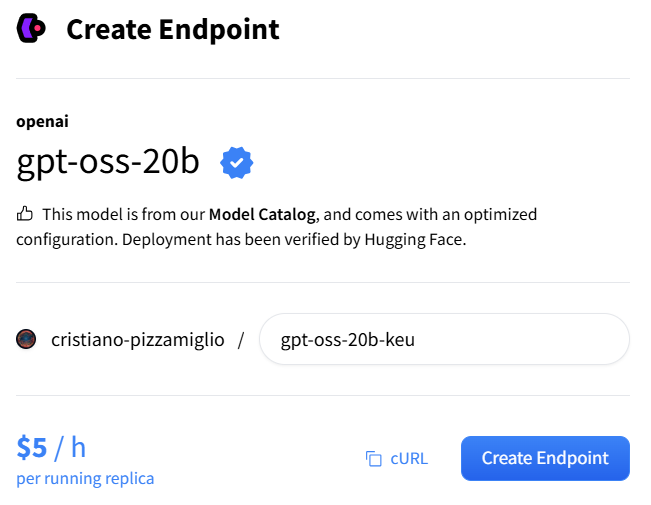 Create Endpoint
openai
gpt-oss-20b
This model is from our Model Catalog, and comes with an optimized
configuration. Deployment has been verified by Hugging Face.
cristiano-pizzamiglio / gpt-oss-20b-keu
$5 / h
per running replica
cURL
Create Endpoint